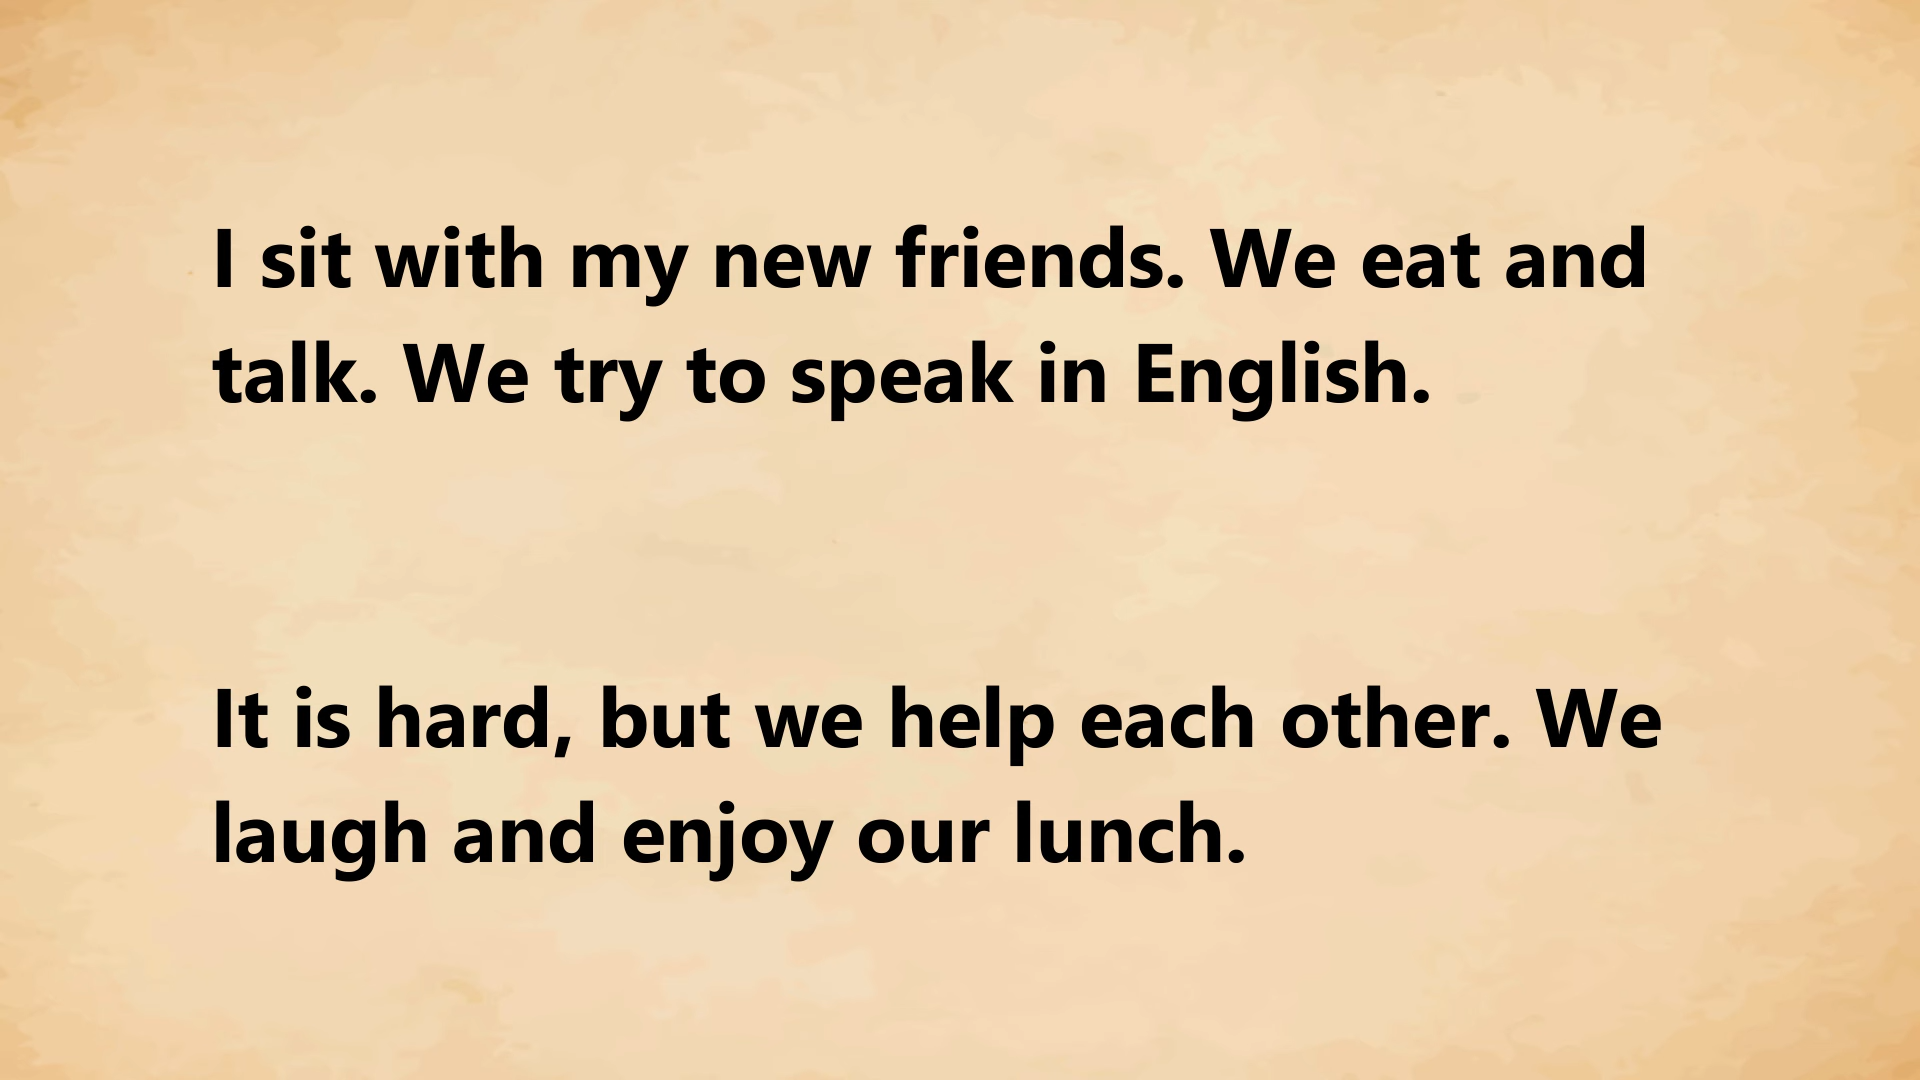 I sit with my new friends. We eat and
talk. We try to speak in English.
It is hard, but we help each other. We
laugh and enjoy our lunch.